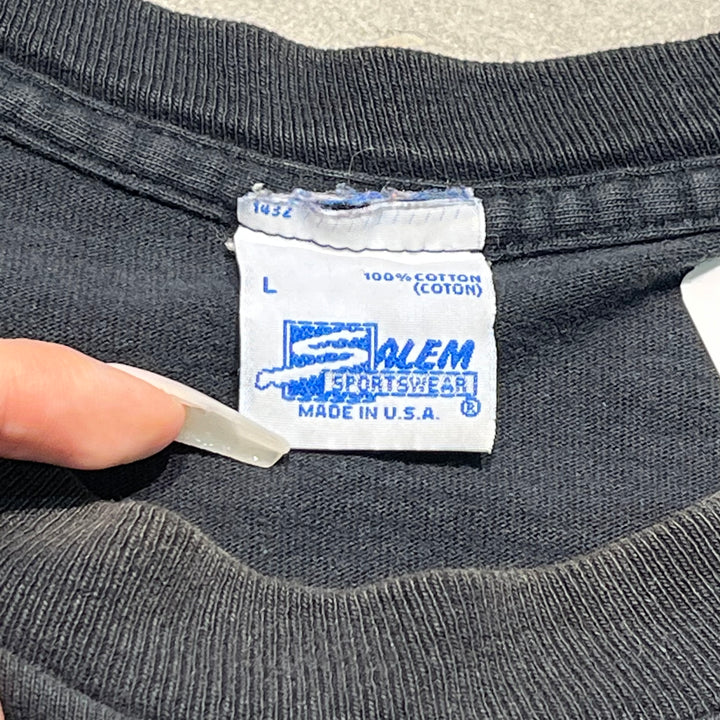 1432
L 100% COTTON
(COTON)
SALEM
SPORTSWEAR
MADE IN U.S.A. ®